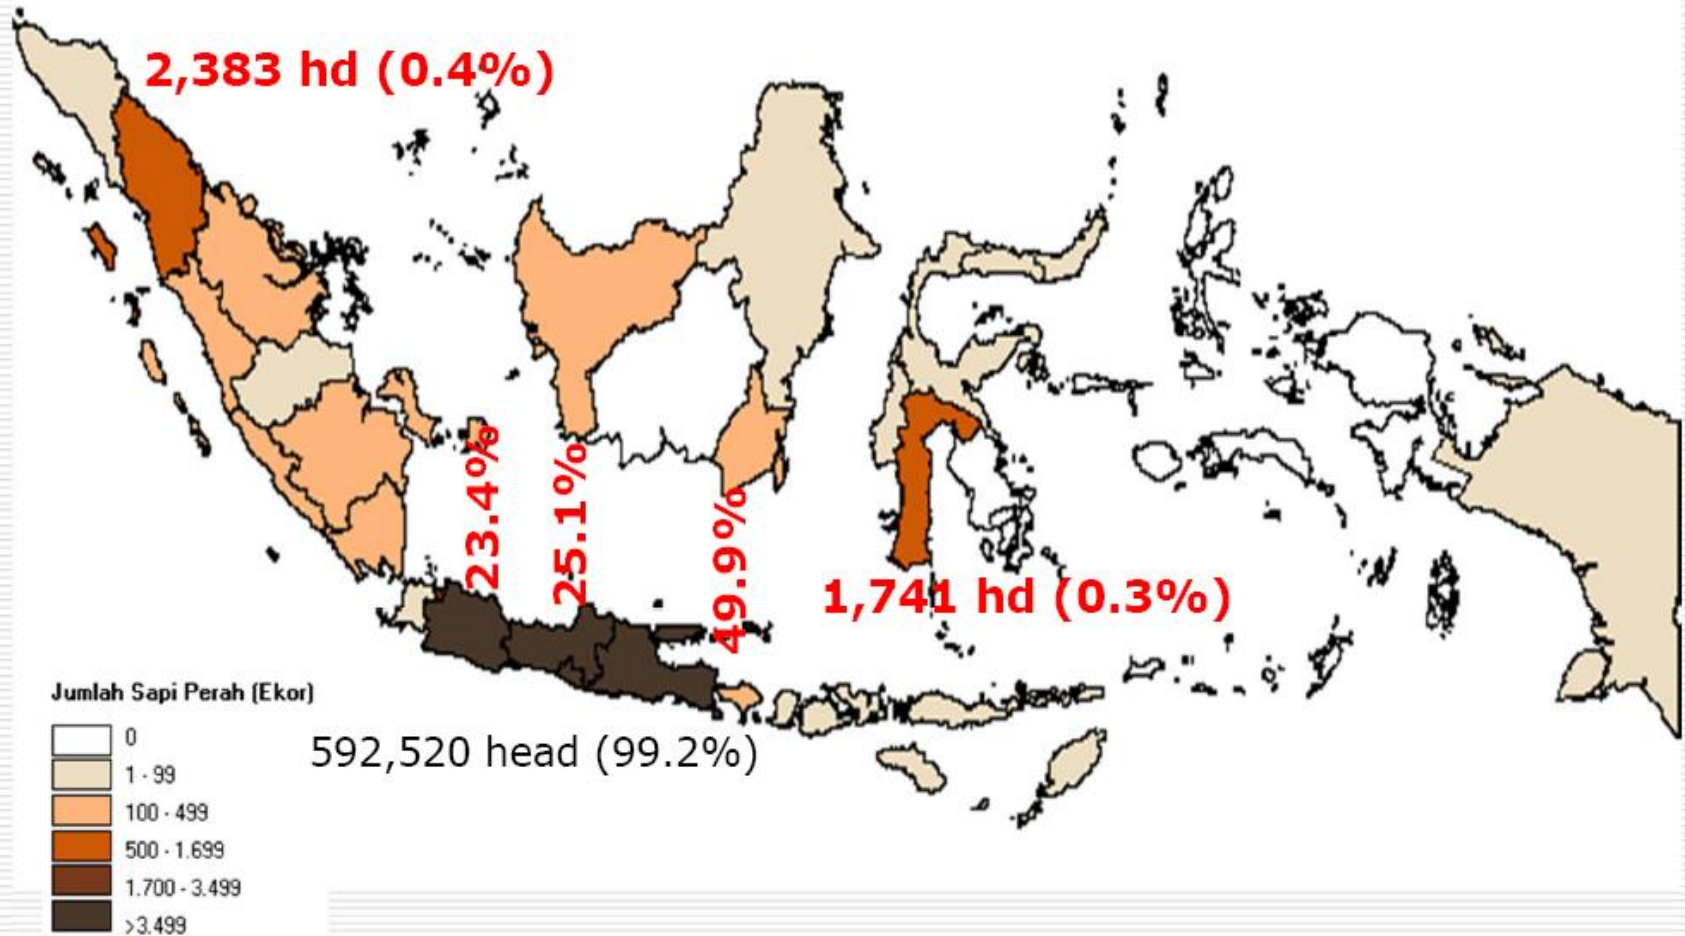 2,383 hd (0.4%)
23.4%
25.1%
49.9%
1,741 hd (0.3%)
592,520 head (99.2%)
Jumlah Sapi Perah (Ekor)
0
1 - 99
100 - 499
500 - 1.699
1.700 - 3.499
>3.499